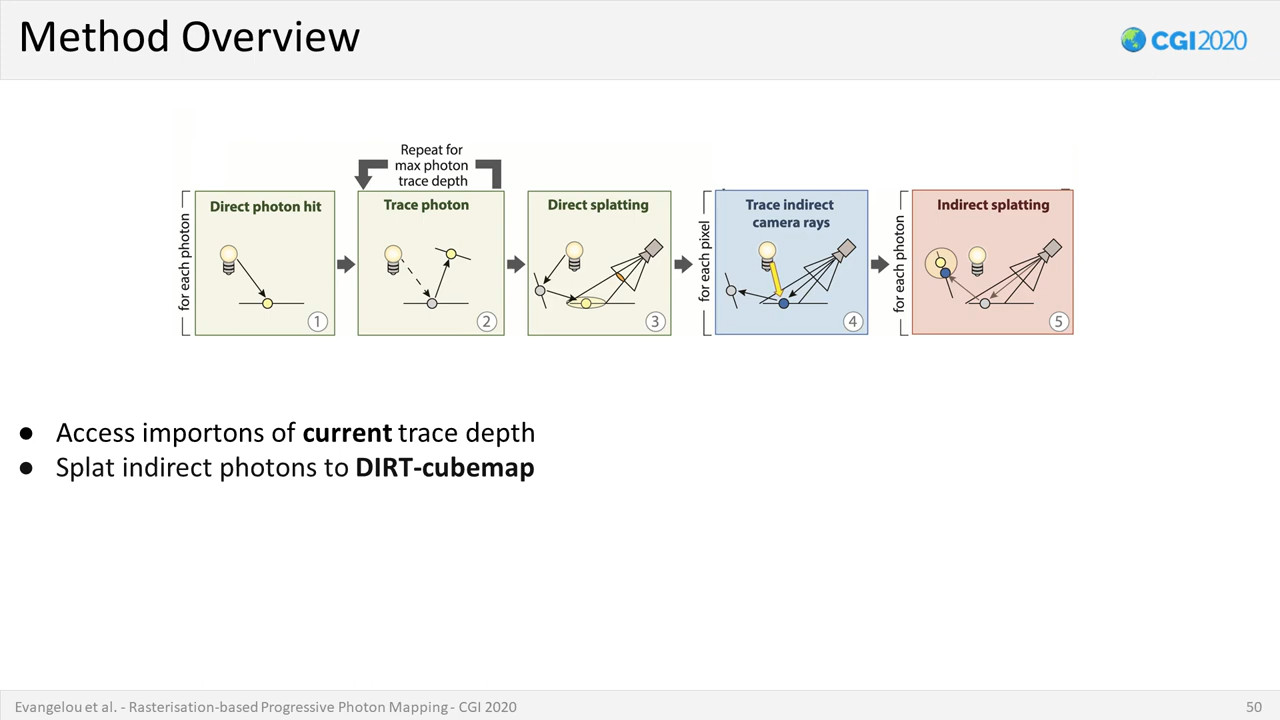 Method Overview
CGI2020
Repeat for
max photon
trace depth
for each photon
Direct photon hit
1
Trace photon
2
Direct splatting
3
for each pixel
Trace indirect
camera rays
4
for each photon
Indirect splatting
5
● Access importons of current trace depth
● Splat indirect photons to DIRT-cubemap
Evangelou et al. - Rasterisation-based Progressive Photon Mapping - CGI 2020
50